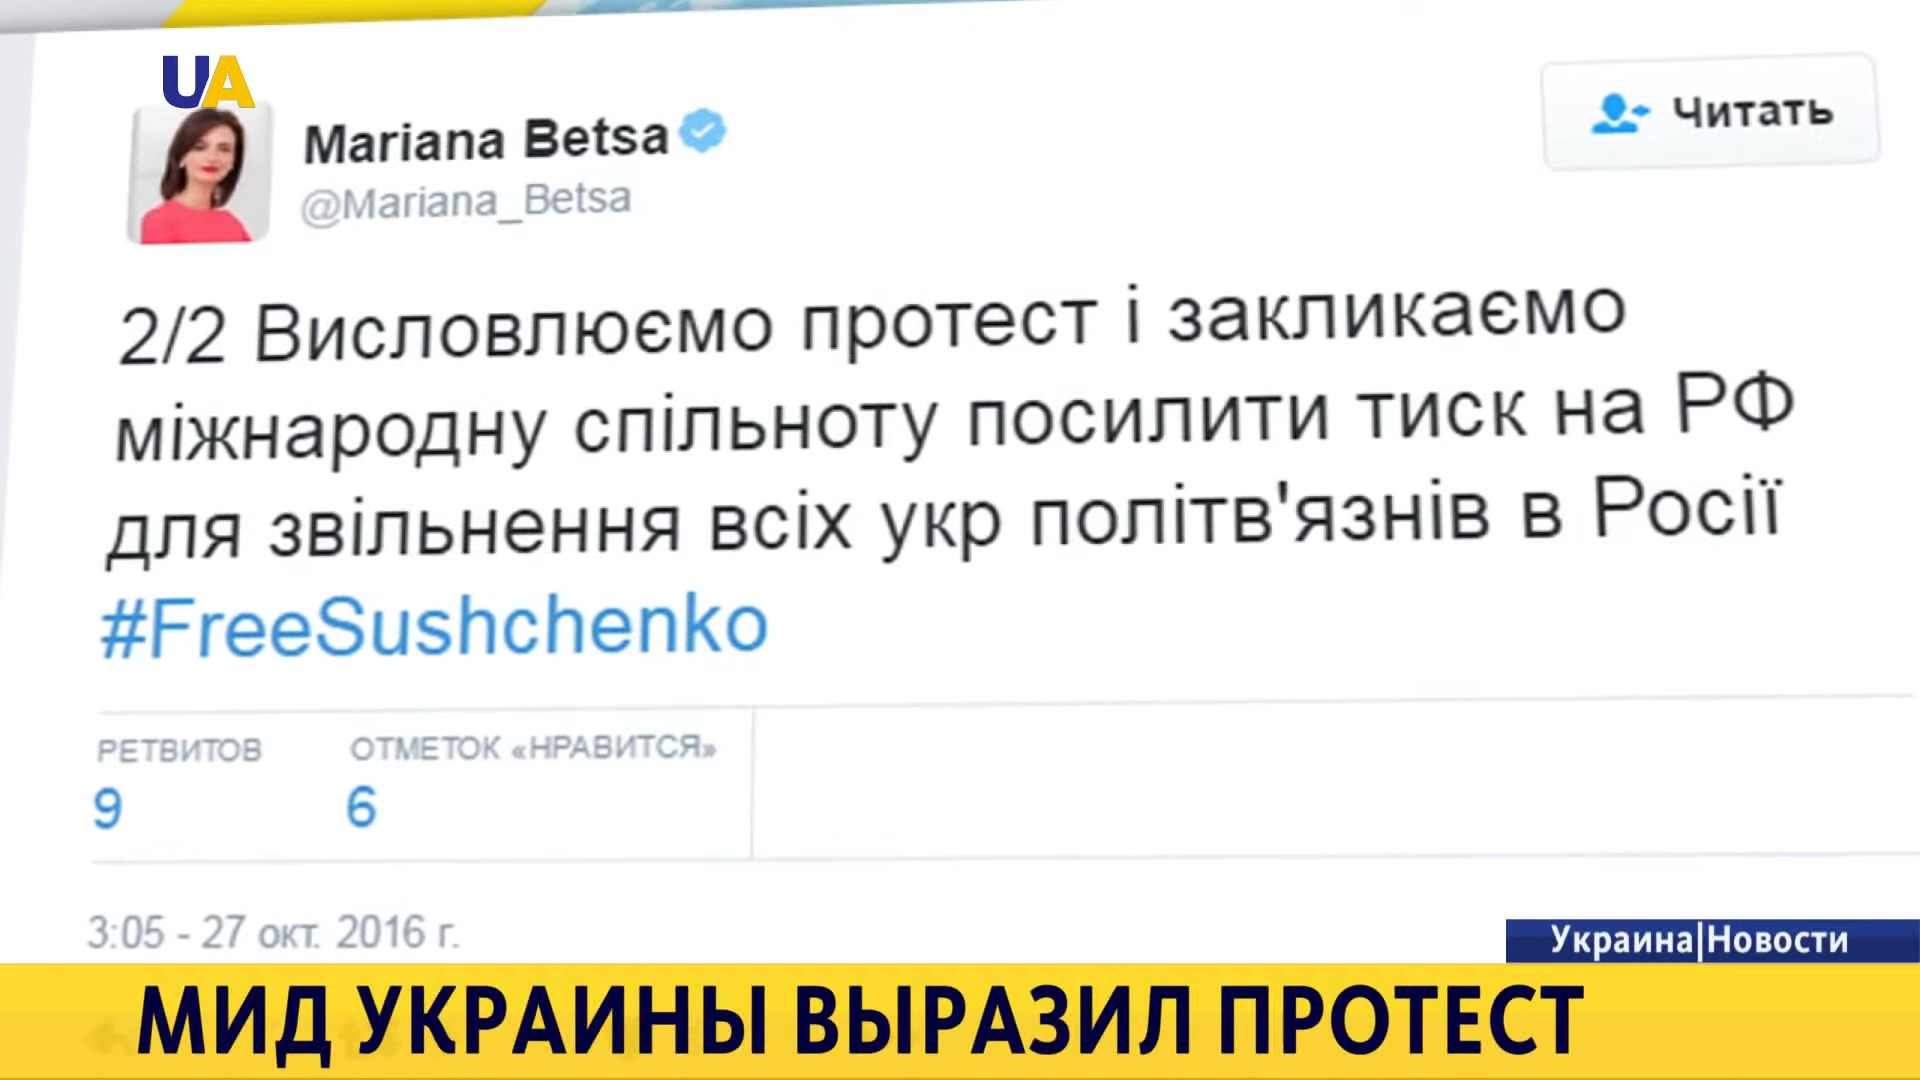 UA
Mariana Betsa
@Mariana_Betsa
Читать
2/2 Висловлюємо протест і закликаємо
міжнародну спільноту посилити тиск на РФ
для звільнення всіх укр політв'язнів в Росії
#FreeSushchenko
РЕТВИТОВ ОТМЕТОК «НРАВИТСЯ»
9 6
3:05 - 27 окт. 2016 г.
Украина|Новости
МИД УКРАИНЫ ВЫРАЗИЛ ПРОТЕСТ